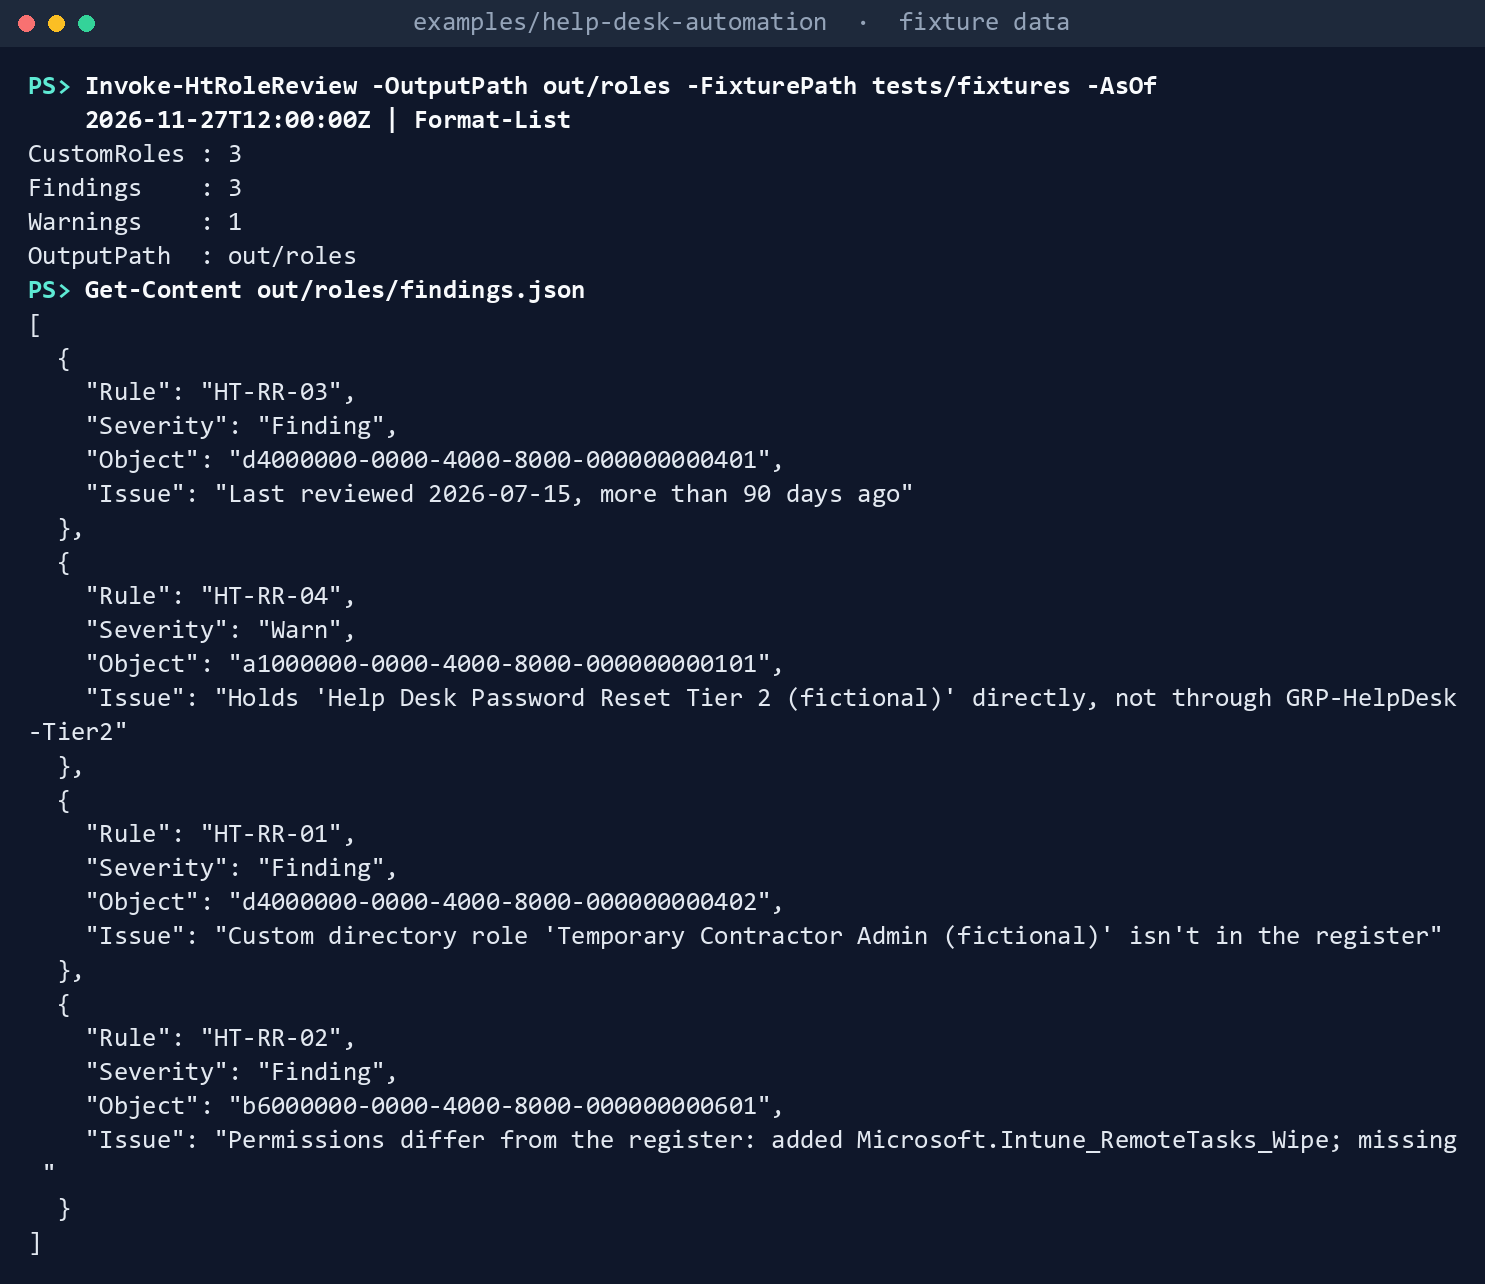 examples/help-desk-automation · fixture data
PS> Invoke-HtRoleReview -OutputPath out/roles -FixturePath tests/fixtures -AsOf
    2026-11-27T12:00:00Z | Format-List
CustomRoles : 3
Findings    : 3
Warnings    : 1
OutputPath  : out/roles
PS> Get-Content out/roles/findings.json
[
  {
    "Rule": "HT-RR-03",
    "Severity": "Finding",
    "Object": "d4000000-0000-4000-8000-000000000401",
    "Issue": "Last reviewed 2026-07-15, more than 90 days ago"
  },
  {
    "Rule": "HT-RR-04",
    "Severity": "Warn",
    "Object": "a1000000-0000-4000-8000-000000000101",
    "Issue": "Holds 'Help Desk Password Reset Tier 2 (fictional)' directly, not through GRP-HelpDesk
-Tier2"
  },
  {
    "Rule": "HT-RR-01",
    "Severity": "Finding",
    "Object": "d4000000-0000-4000-8000-000000000402",
    "Issue": "Custom directory role 'Temporary Contractor Admin (fictional)' isn't in the register"
  },
  {
    "Rule": "HT-RR-02",
    "Severity": "Finding",
    "Object": "b6000000-0000-4000-8000-000000000601",
    "Issue": "Permissions differ from the register: added Microsoft.Intune_RemoteTasks_Wipe; missing
 "
  }
]